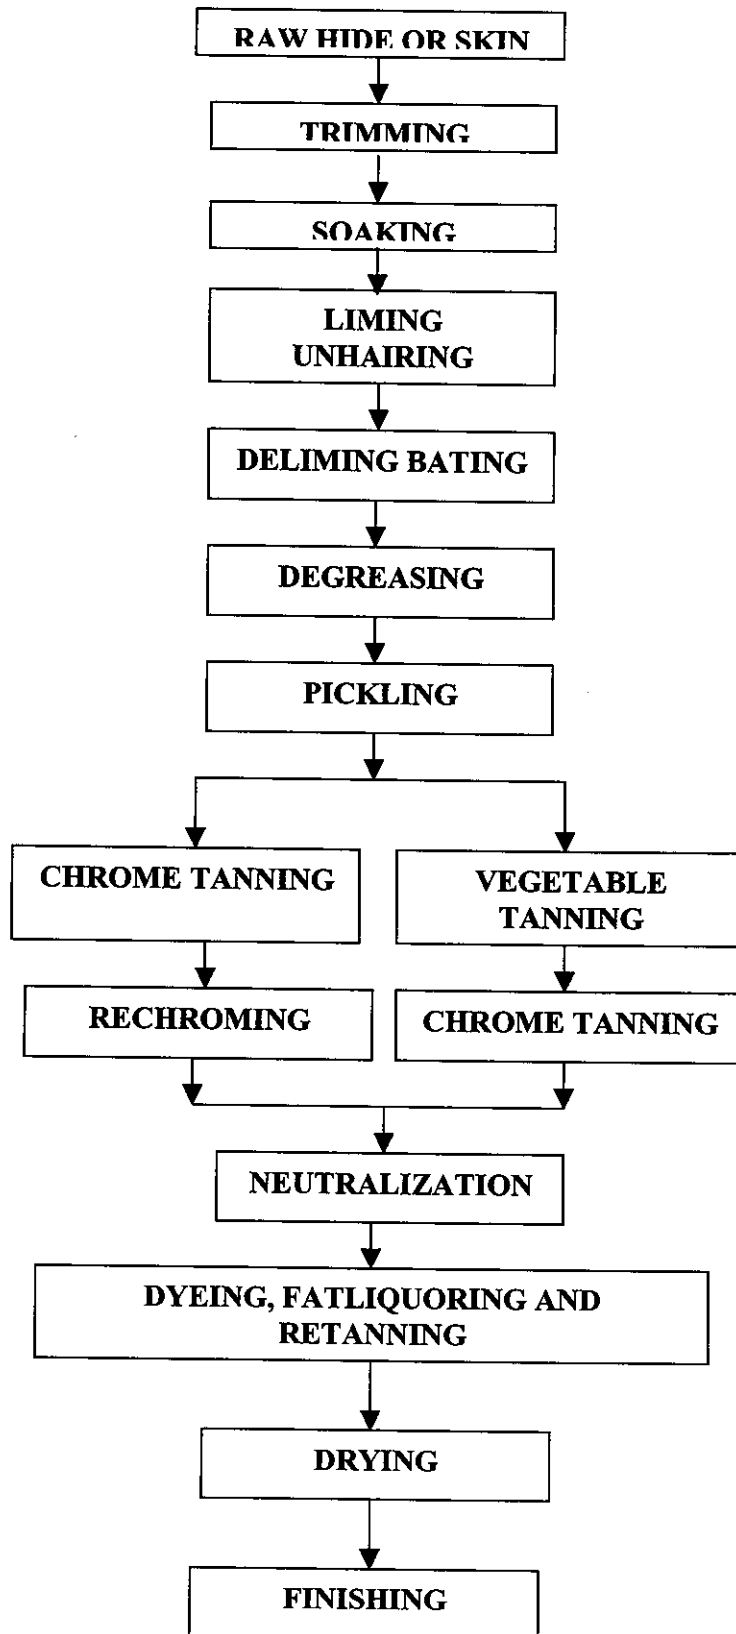 RAW HIDE OR SKIN
TRIMMING
SOAKING
LIMING
UNHAIRING
DELIMING BATING
DEGREASING
PICKLING
CHROME TANNING
VEGETABLE
TANNING
RECHROMING
CHROME TANNING
NEUTRALIZATION
DYEING, FATLIQUORING AND
RETANNING
DRYING
FINISHING